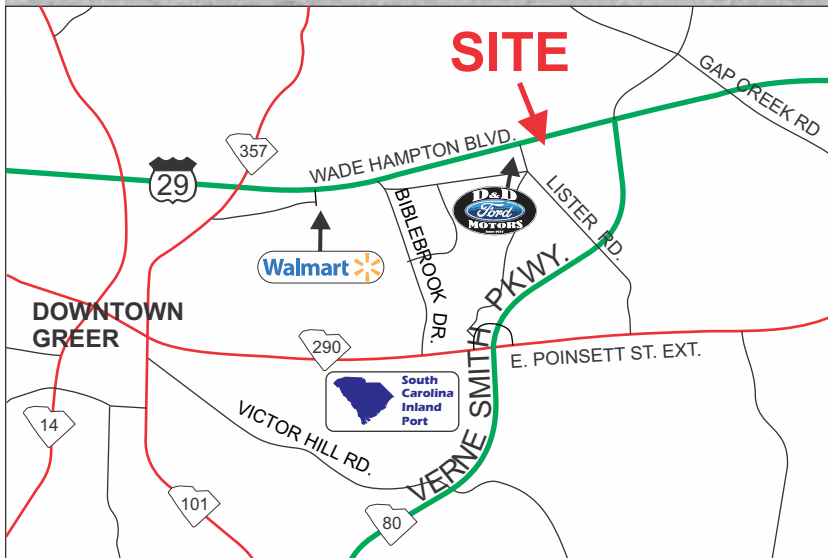 SITE
GAP CREEK RD
357
WADE HAMPTON BLVD.
29
D&D
Ford
MOTORS
LISTER RD.
BIBLEBROOK DR.
Walmart
VERNE SMITH PKWY.
DOWNTOWN
GREER
290
E. POINSETT ST. EXT.
South
Carolina
Inland
Port
14
VICTOR HILL RD.
101
80